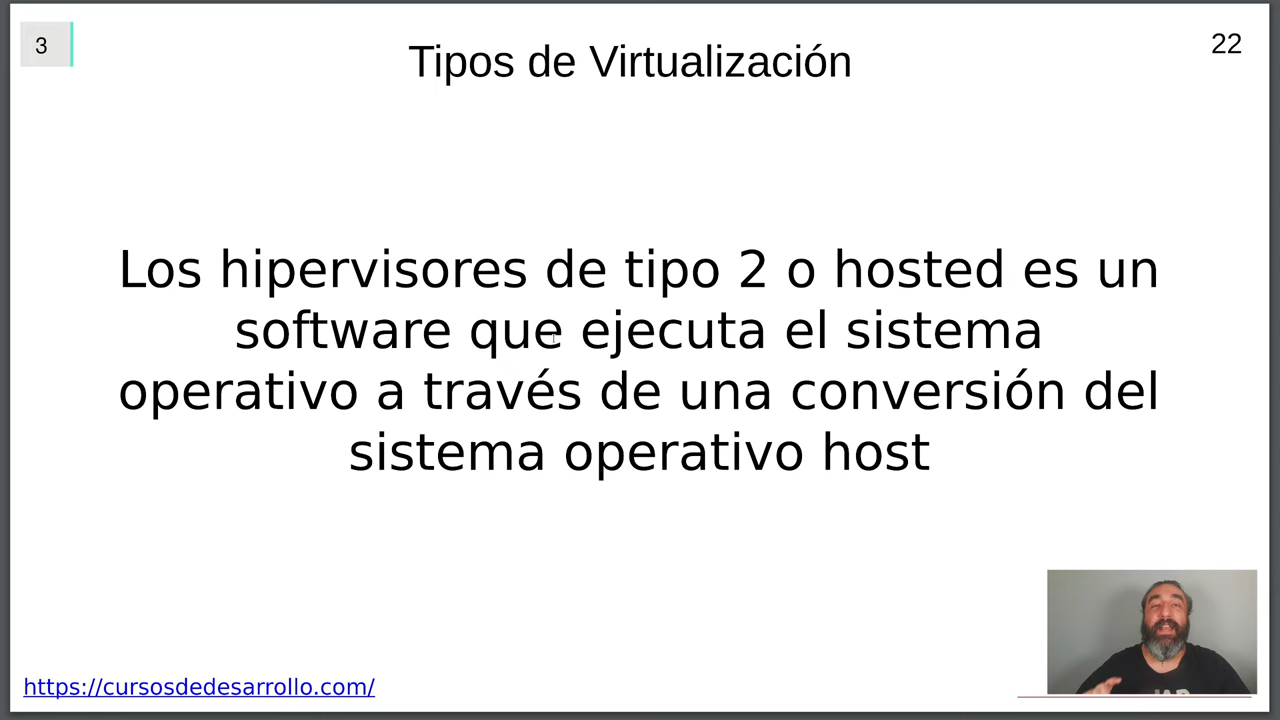 3
Tipos de Virtualización
22
Los hipervisores de tipo 2 o hosted es un
software que ejecuta el sistema
operativo a través de una conversión del
sistema operativo host
https://cursosdedesarrollo.com/